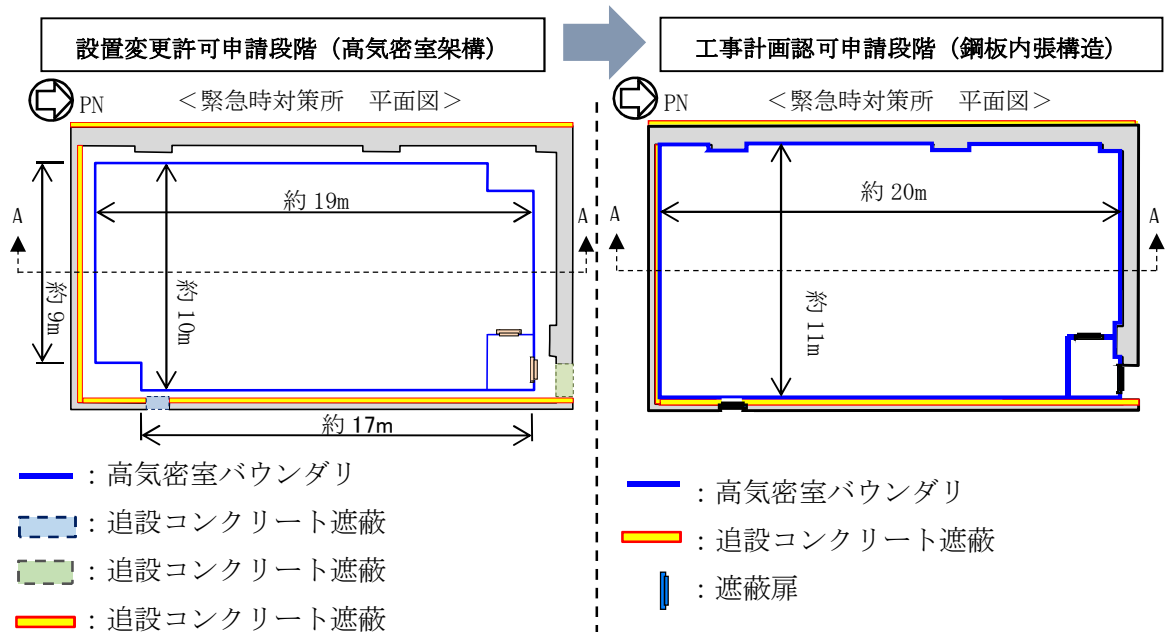 設置変更許可申請段階（高気密室架構）
PN
＜緊急時対策所　平面図＞
約 19m
A
A
約 9m
約 10m
約 17m
：高気密室バウンダリ
：追設コンクリート遮蔽
：追設コンクリート遮蔽
：追設コンクリート遮蔽
工事計画認可申請段階（鋼板内張構造）
PN
＜緊急時対策所　平面図＞
約 20m
A
A
約 11m
：高気密室バウンダリ
：追設コンクリート遮蔽
：遮蔽扉